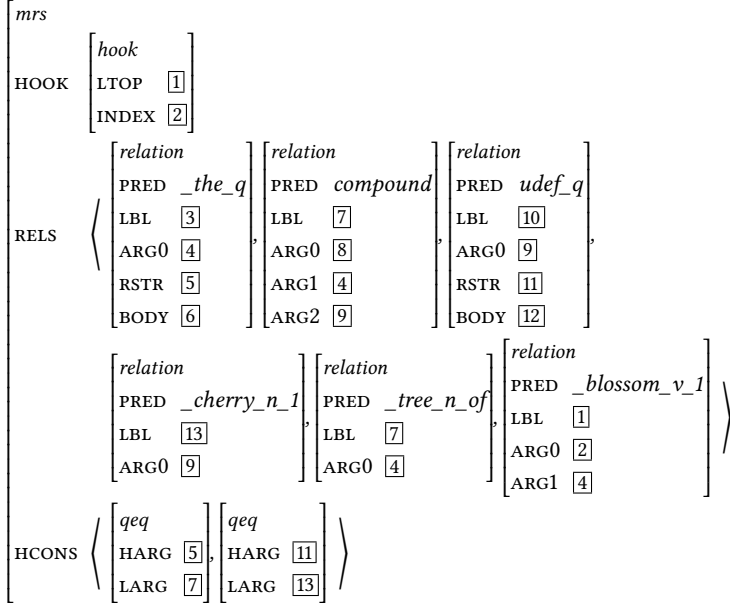 mrs
hook
HOOK LTOP 1
INDEX 2
relation relation relation
PRED _the_q PRED compound PRED udef_q
LBL 3 LBL 7 LBL 10
RELS ⟨ ARG0 4 , ARG0 8 , ARG0 9 ,
RSTR 5 ARG1 4 RSTR 11
BODY 6 ARG2 9 BODY 12
relation
relation relation
PRED _blossom_v_1
PRED _cherry_n_1 PRED _tree_n_of
, , LBL 1 ⟩
LBL 13 LBL 7
ARG0 2
ARG0 9 ARG0 4
ARG1 4
qeq qeq
HCONS ⟨ HARG 5 , HARG 11 ⟩
LARG 7 LARG 13